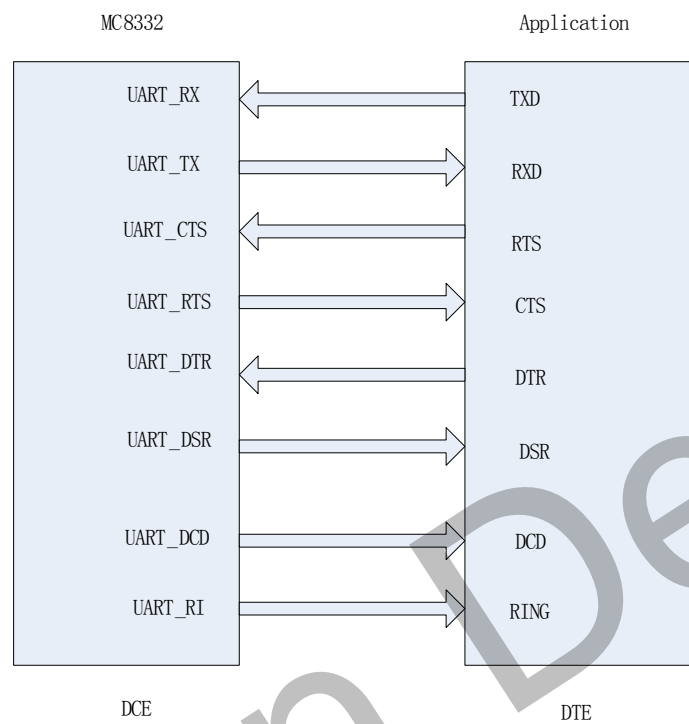 MC8332 Application
UART_RX TXD
UART_TX RXD
UART_CTS RTS
UART_RTS CTS
UART_DTR DTR
UART_DSR DSR
UART_DCD DCD
UART_RI RING
DCE DTE